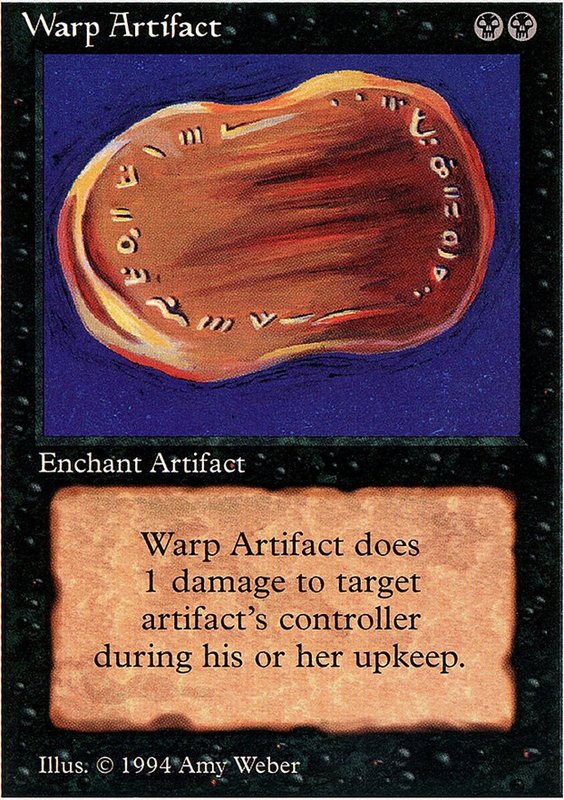 Warp Artifact
Enchant Artifact
Warp Artifact does
1 damage to target
artifact's controller
during his or her upkeep.
Illus. © 1994 Amy Weber